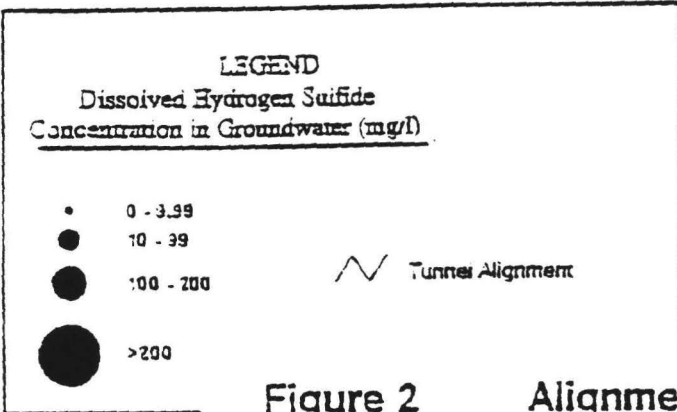 LEGEND
Dissolved Hydrogen Sulfide
Concentration in Groundwater (mg/l)
0 - 9.99
10 - 99
100 - 200
Tunnel Alignment
>200
Figure 2 Alignme